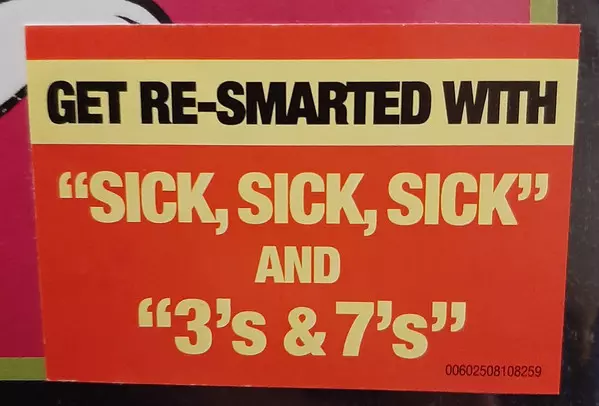 GET RE-SMARTED WITH
“SICK, SICK, SICK”
AND
“3’s & 7’s”
00602508108259